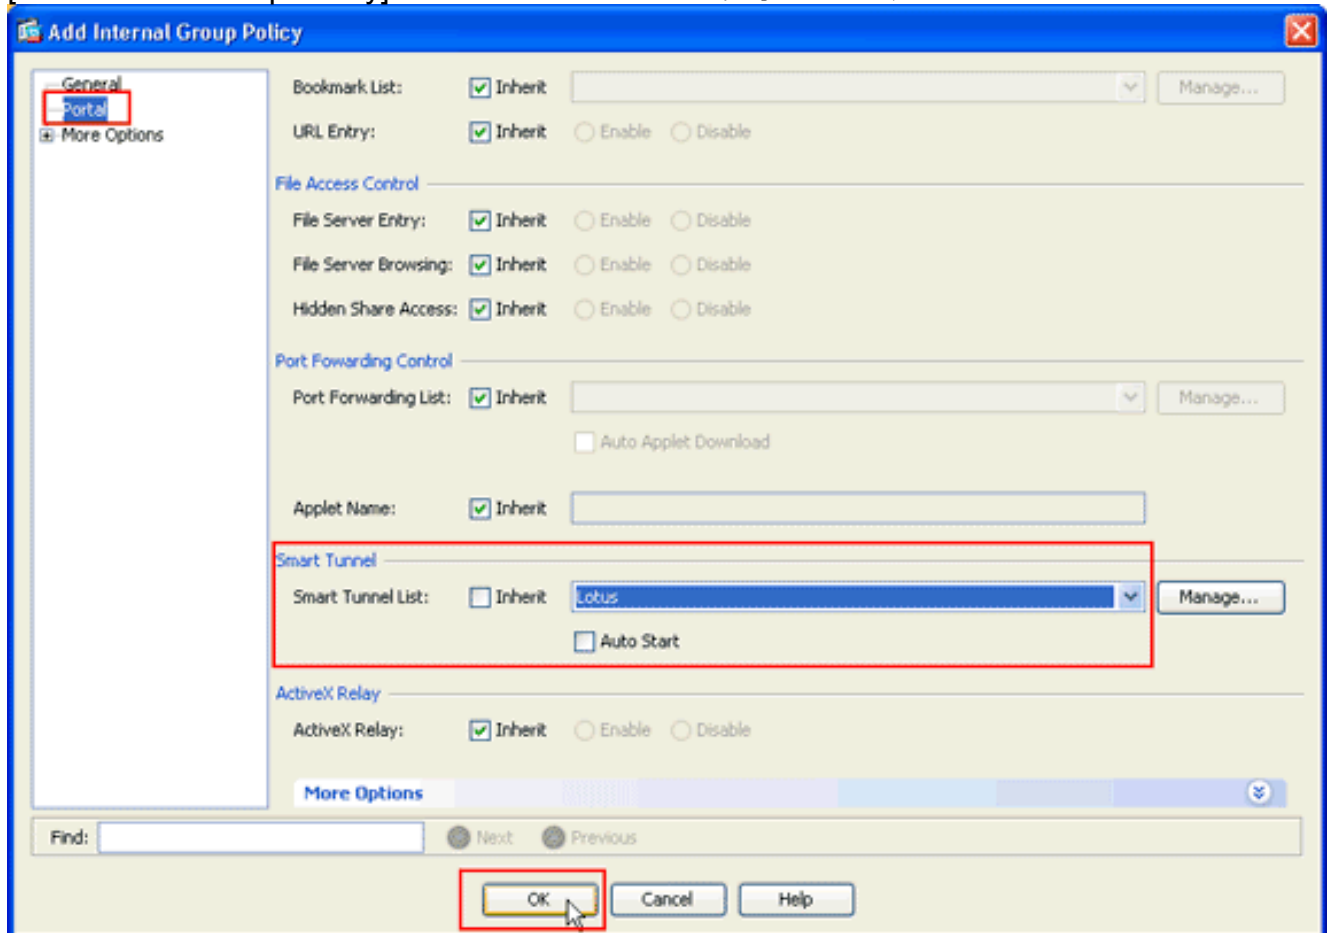 Add Internal Group Policy
General
Portal
More Options
Bookmark List: Inherit Manage...
URL Entry: Inherit Enable Disable
File Access Control
File Server Entry: Inherit Enable Disable
File Server Browsing: Inherit Enable Disable
Hidden Share Access: Inherit Enable Disable
Port Fowarding Control
Port Forwarding List: Inherit Manage...
Auto Applet Download
Applet Name: Inherit
Smart Tunnel
Smart Tunnel List: Inherit Lotus Manage...
Auto Start
ActiveX Relay
ActiveX Relay: Inherit Enable Disable
More Options
Find: Next Previous
OK Cancel Help